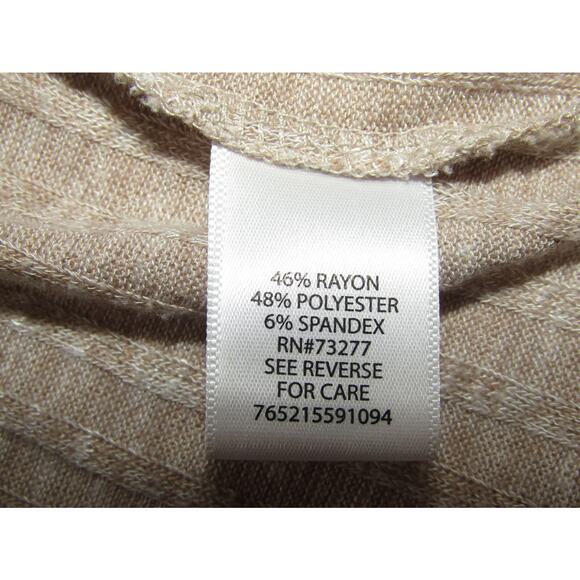 46% RAYON
48% POLYESTER
6% SPANDEX
RN#73277
SEE REVERSE
FOR CARE
765215591094